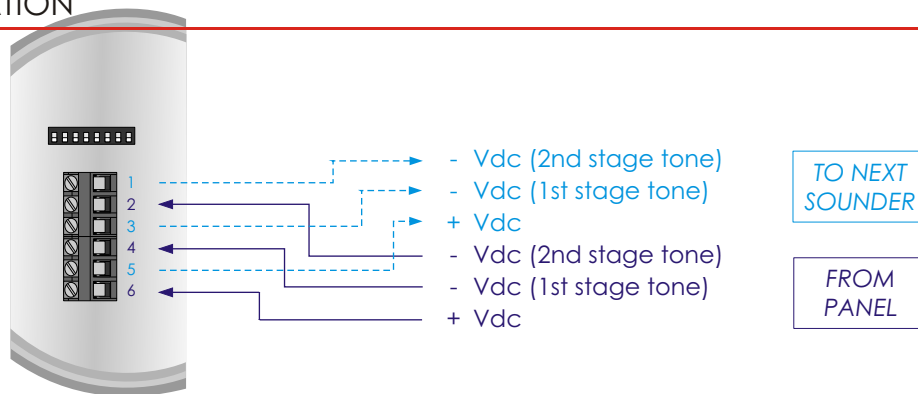 1
2
3
4
5
6
- Vdc (2nd stage tone)
- Vdc (1st stage tone)
+ Vdc
- Vdc (2nd stage tone)
- Vdc (1st stage tone)
+ Vdc
TO NEXT
SOUNDER
FROM
PANEL